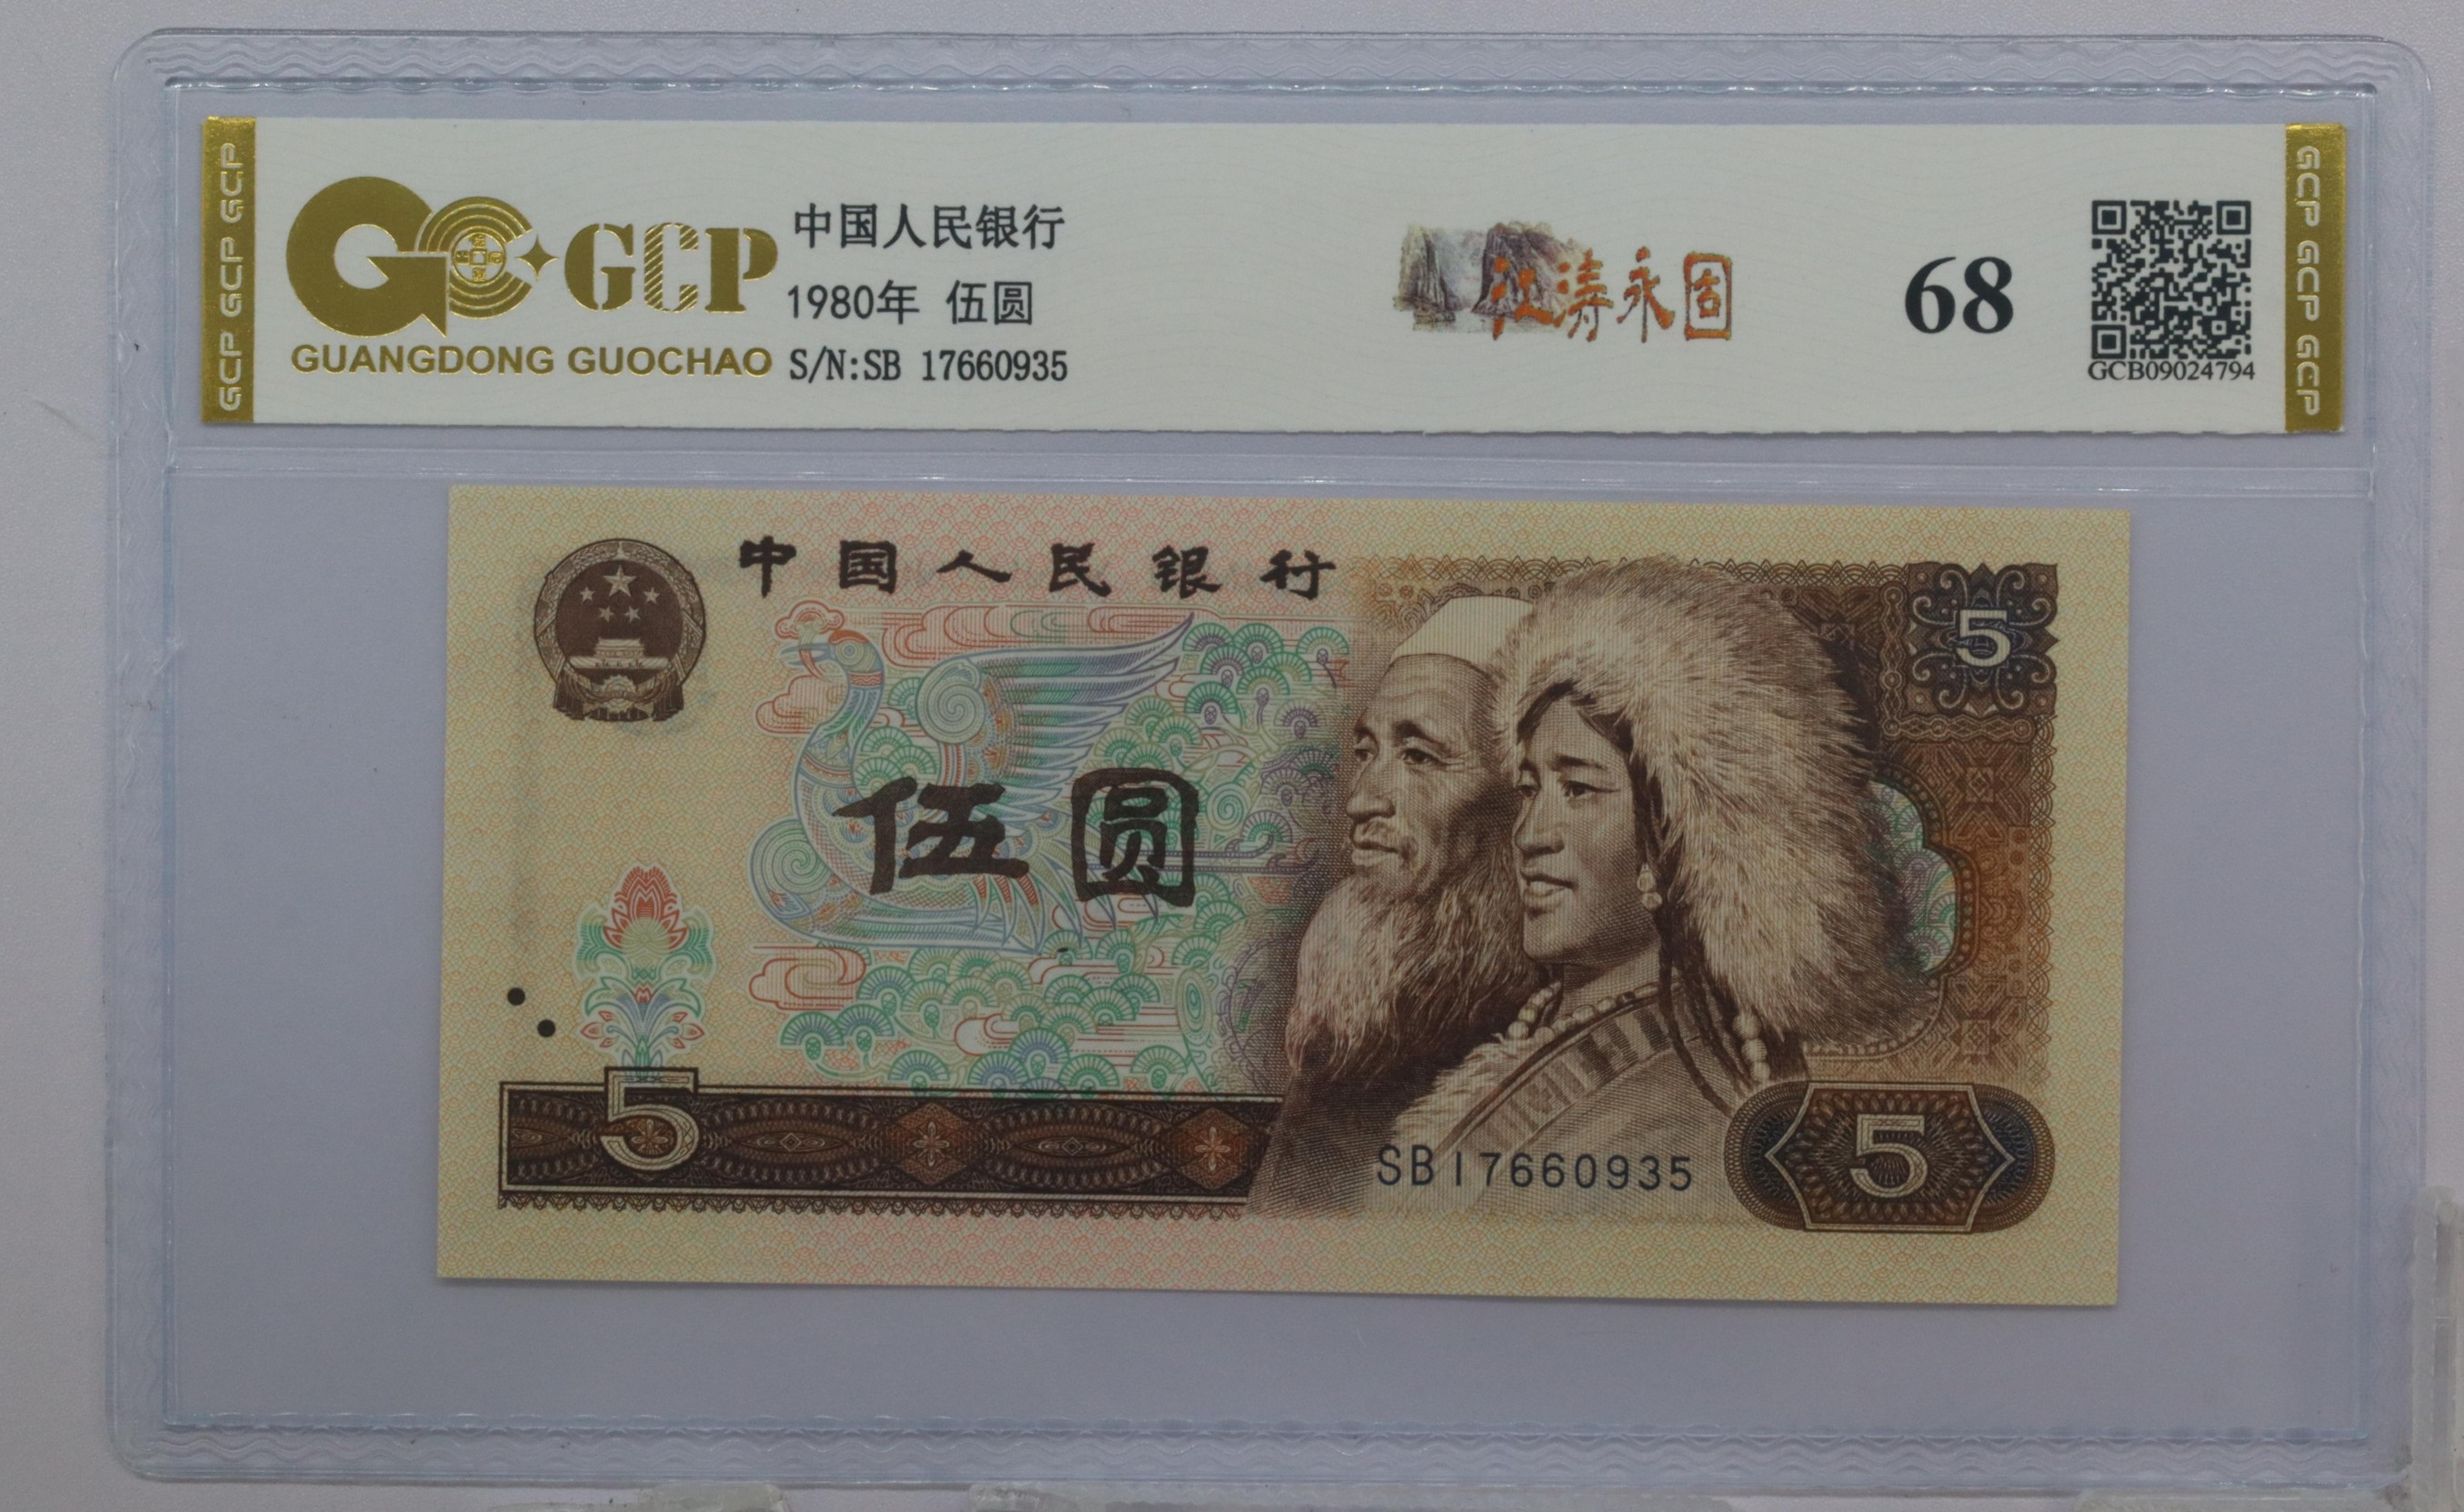 GCP GCP GCP
GCP
GUANGDONG GUOCHAO
中国人民银行
1980年 伍圆
S/N:SB 17660935
江涛永固
68
GCB09024794
GCP GCP GCP
中国人民银行
5
伍圆
5
SB17660935
5